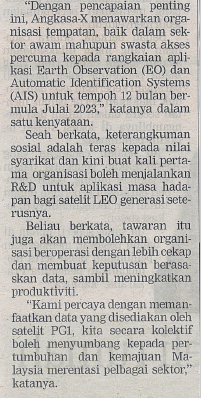 "Dengan pencapaian penting
ini, Angkasa-X menawarkan orga-
nisasi tempatan, baik dalam sek-
tor awam mahupun swasta akses
percuma kepada rangkaian apli-
kasi Earth Observation (EO) dan
Automatic Identification Systems
(AIS) untuk tempoh 12 bulan ber-
mula Julai 2023," katanya dalam
satu kenyataan.
Seah berkata, keterangkuman
sosial adalah teras kepada nilai
syarikat dan kini buat kali perta-
ma organisasi boleh menjalankan
R&D untuk aplikasi masa hada-
pan bagi satelit LEO generasi sete-
rusnya.
Beliau berkata, tawaran itu
juga akan membolehkan organi-
sasi beroperasi dengan lebih cekap
dan membuat keputusan berasas-
kan data, sambil meningkatkan
produktiviti.
"Kami percaya dengan meman-
faatkan data yang disediakan oleh
satelit PG1, kita secara kolektif
boleh menyumbang kepada per-
tumbuhan dan kemajuan Ma-
laysia merentasi pelbagai sektor,"
katanya.